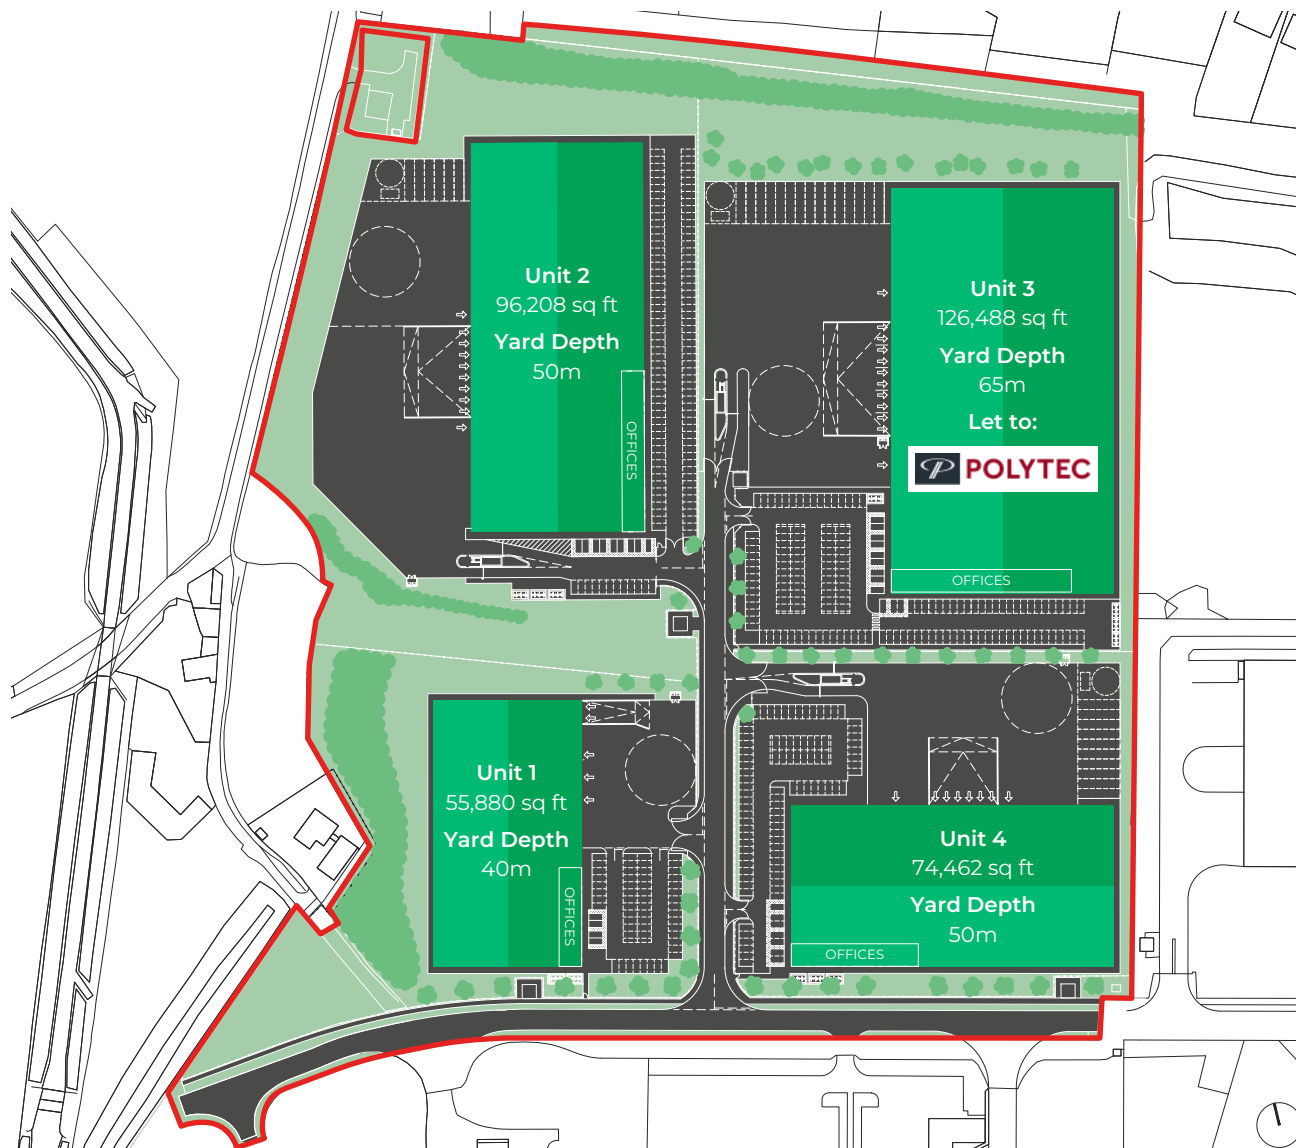 Unit 2
96,208 sq ft
Yard Depth
50m
OFFICES
Unit 3
126,488 sq ft
Yard Depth
65m
Let to:
POLYTEC
OFFICES
Unit 1
55,880 sq ft
Yard Depth
40m
OFFICES
Unit 4
74,462 sq ft
Yard Depth
50m
OFFICES